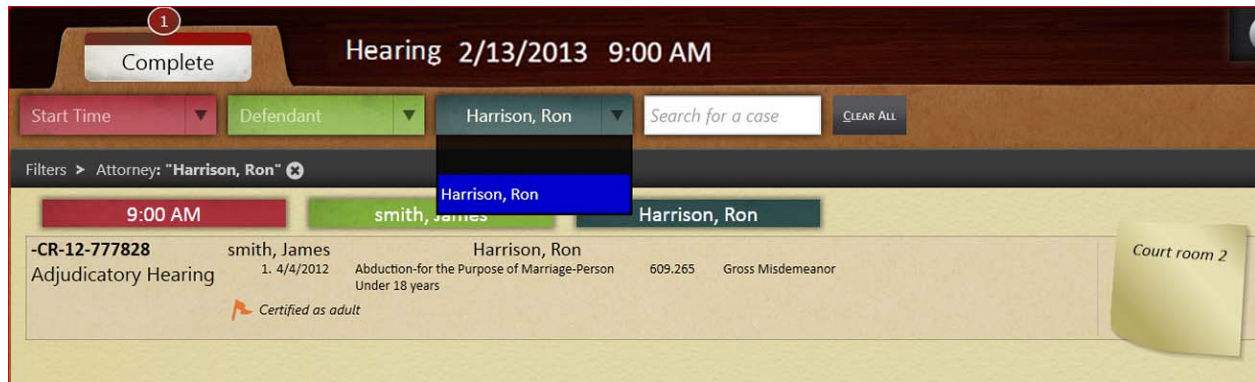 1
Complete
Hearing 2/13/2013 9:00 AM
Start Time Defendant Harrison, Ron Search for a case CLEAR ALL
Filters > Attorney: "Harrison, Ron"
Harrison, Ron
9:00 AM smith, James Harrison, Ron
-CR-12-777828 smith, James Harrison, Ron
Adjudicatory Hearing 1. 4/4/2012 Abduction-for the Purpose of Marriage-Person 609.265 Gross Misdemeanor
Under 18 years
Certified as adult
Court room 2